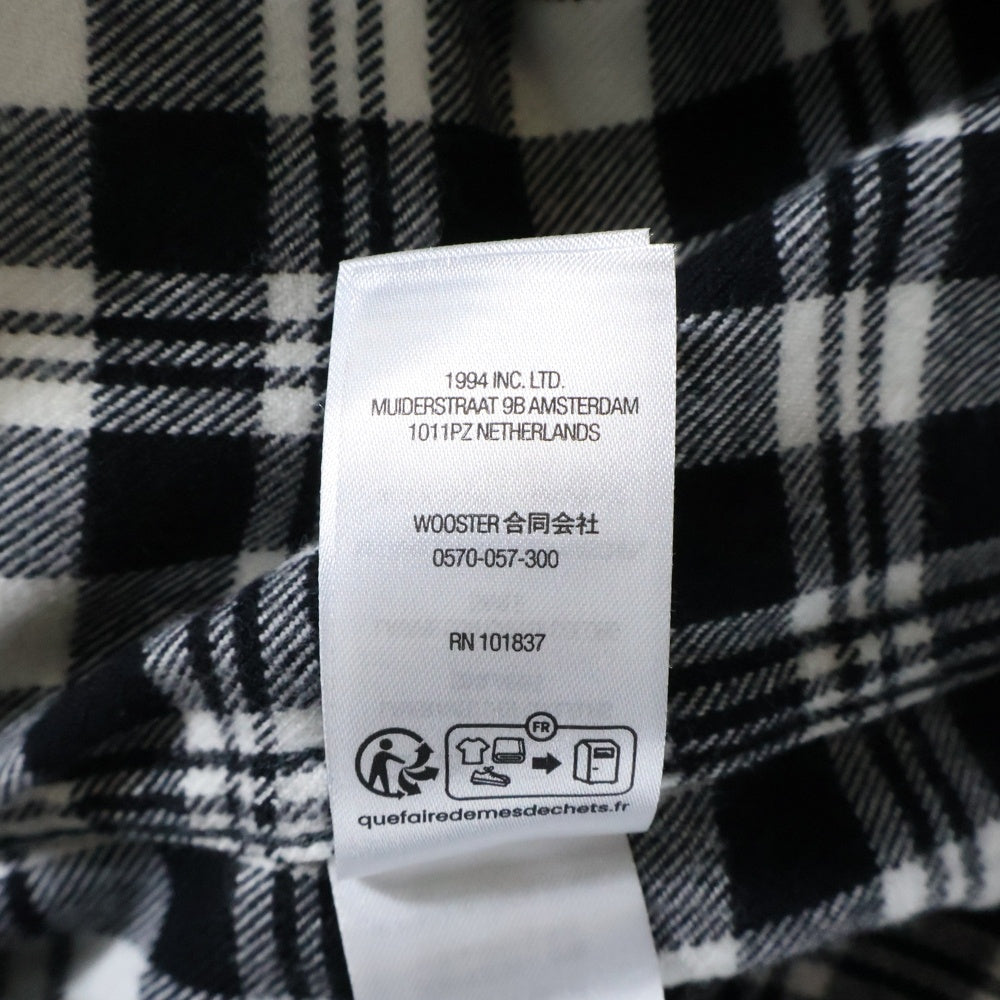 1994 INC. LTD.
MUIDERSTRAAT 9B AMSTERDAM
1011PZ NETHERLANDS
WOOSTER 合同会社
0570-057-300
RN 101837
FR
quefairedemesdechets.fr